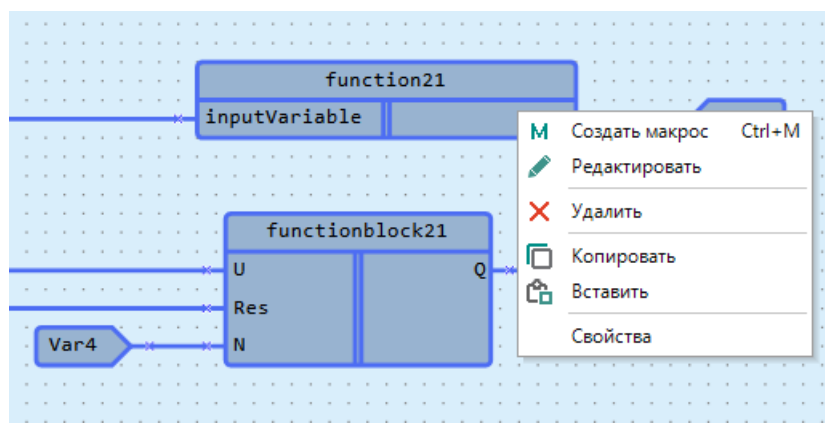 function21
inputVariable
Создать макрос Ctrl+M
Редактировать
Удалить
functionblock21
Копировать
U Q
Вставить
Res
Свойства
Var4 N